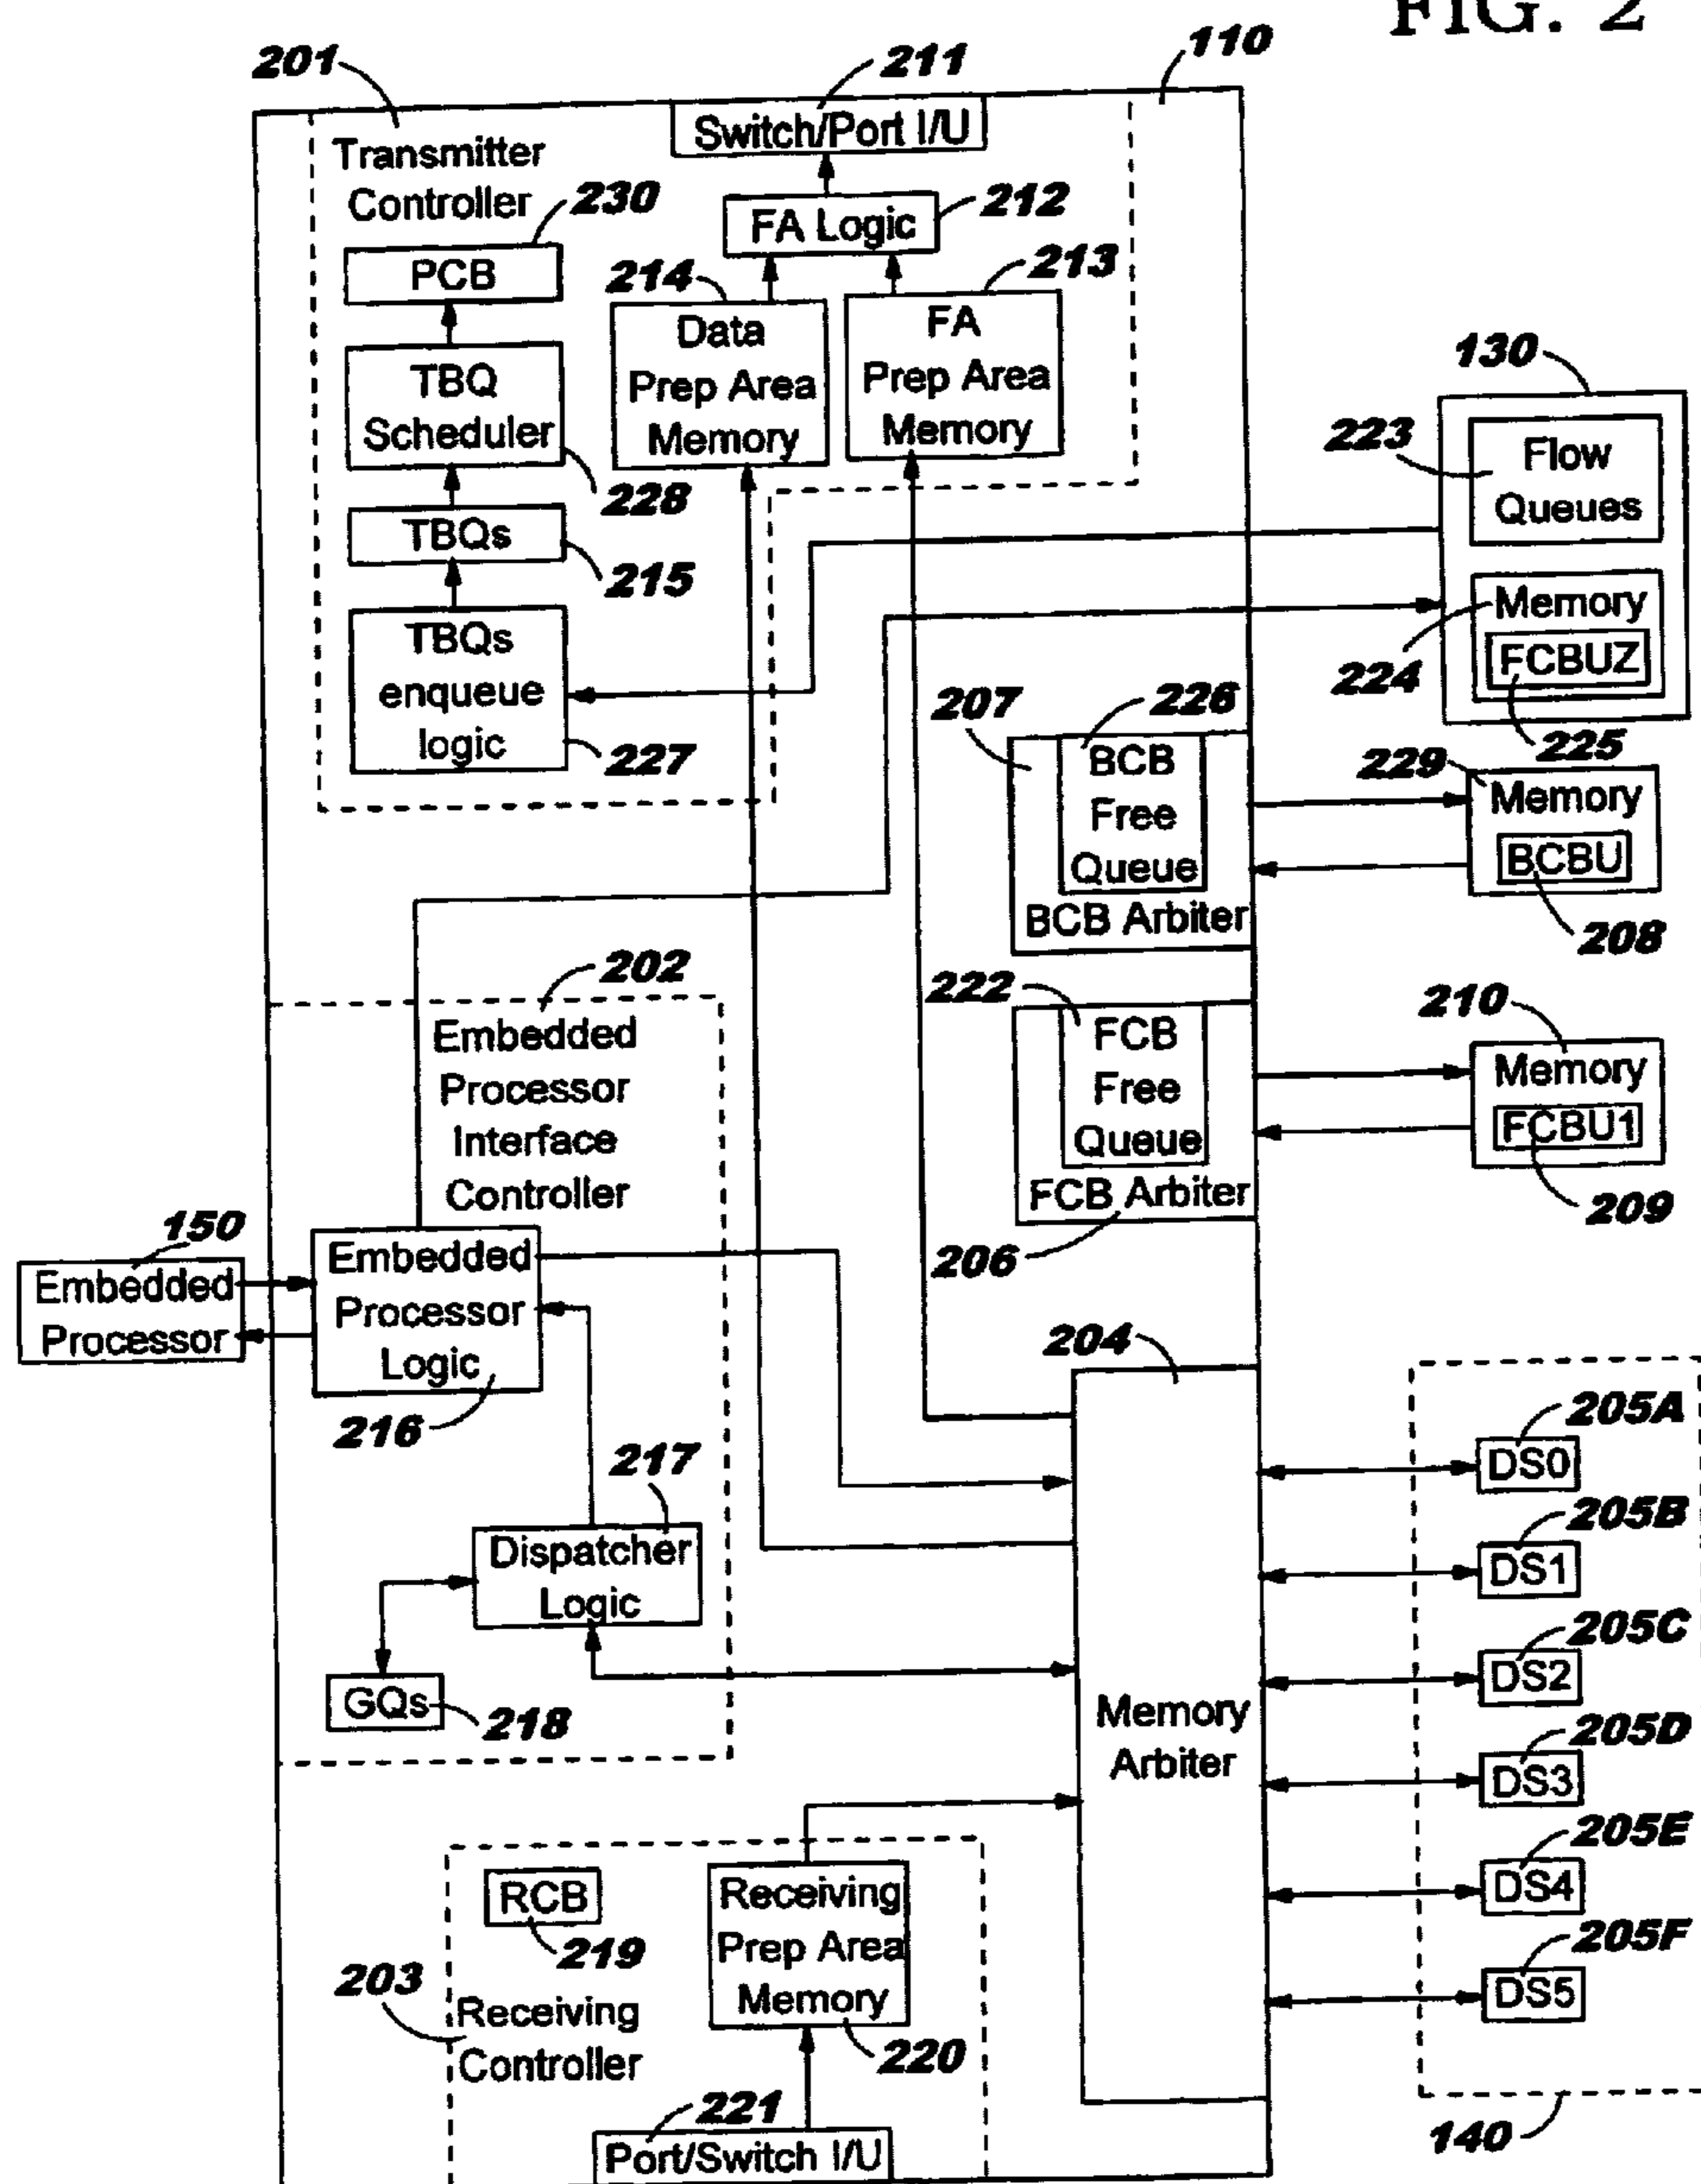 FIG. 2
201
211
110
Switch/Port I/U
Transmitter
Controller
230
FA Logic
212
PCB
214
213
Data
Prep Area
Memory
FA
Prep Area
Memory
TBQ
Scheduler
228
TBQs
215
TBQs
enqueue
logic
227
130
223
Flow
Queues
Memory
224
FCBUZ
225
207
226
BCB
Free
Queue
BCB Arbiter
229
Memory
BCBU
208
202
Embedded
Processor
Interface
Controller
222
FCB
Free
Queue
FCB Arbiter
206
210
Memory
FCBU1
209
150
Embedded
Processor
Embedded
Processor
Logic
216
204
217
Dispatcher
Logic
GQs
218
Memory
Arbiter
205A
DS0
205B
DS1
205C
DS2
205D
DS3
205E
DS4
205F
DS5
140
RCB
219
Receiving
Prep Area
Memory
220
203
Receiving
Controller
221
Port/Switch I/U